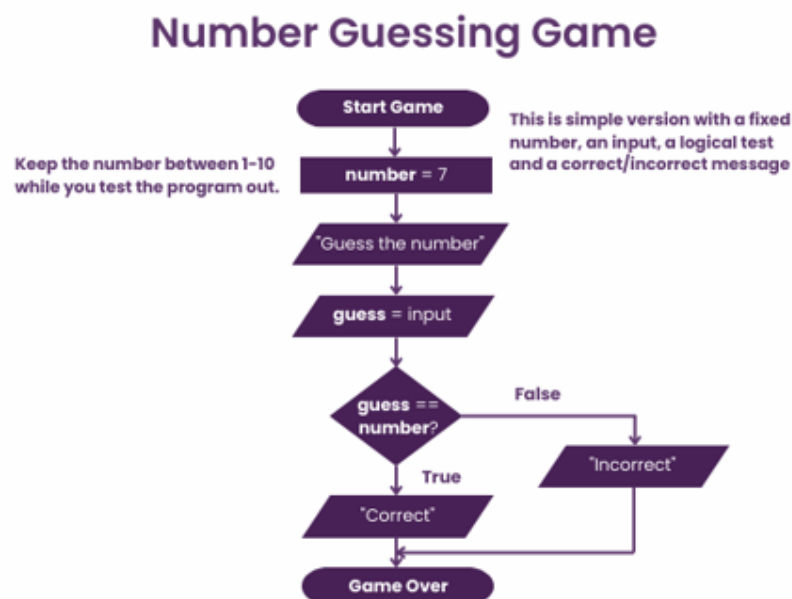 Number Guessing Game
Start Game
This is simple version with a fixed
number, an input, a logical test
and a correct/incorrect message
Keep the number between 1-10
while you test the program out.
number = 7
"Guess the number"
guess = input
guess ==
number?
False
"Incorrect"
True
"Correct"
Game Over